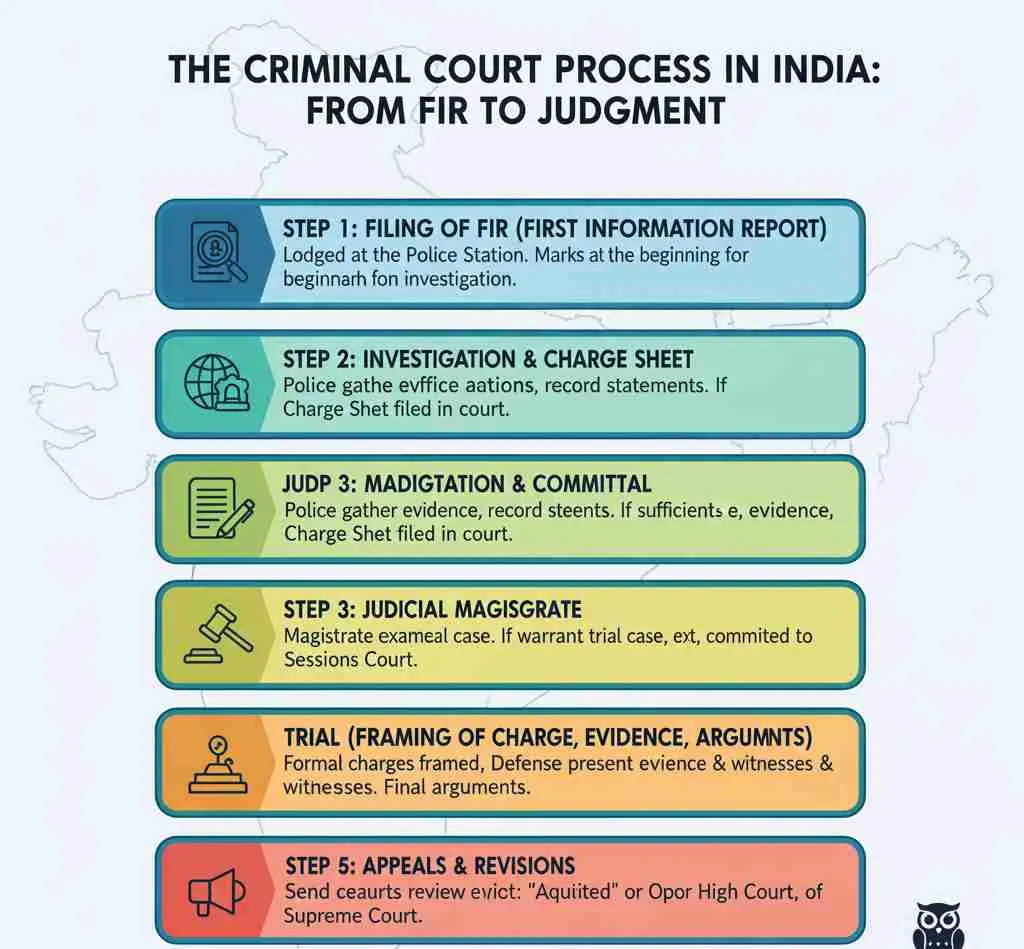 THE CRIMINAL COURT PROCESS IN INDIA:
FROM FIR TO JUDGMENT
STEP 1: FILING OF FIR (FIRST INFORMATION REPORT)
Lodged at the Police Station. Marks at the beginning for
beginnarh fon investigation.
STEP 2: INVESTIGATION & CHARGE SHEET
Police gathe evffice aations, record statements. If
Charge Shet filed in court.
JUDP 3: MADIGTATION & COMMITTAL
Police gather evidence, record steents. If sufficients e, evidence,
Charge Shet filed in court.
STEP 3: JUDICIAL MAGISGRATE
Magistrate exameal case. If warrant trial case, ext, commited to
Sessions Court.
TRIAL (FRAMING OF CHARGE, EVIDENCE, ARGUMNTS)
Formal charges framed, Defense present evience & witnesses &
witnesses. Final arguments.
STEP 5: APPEALS & REVISIONS
Send ceaurts review evict: "Aquiited" or Opor High Court, of
Supreme Court.